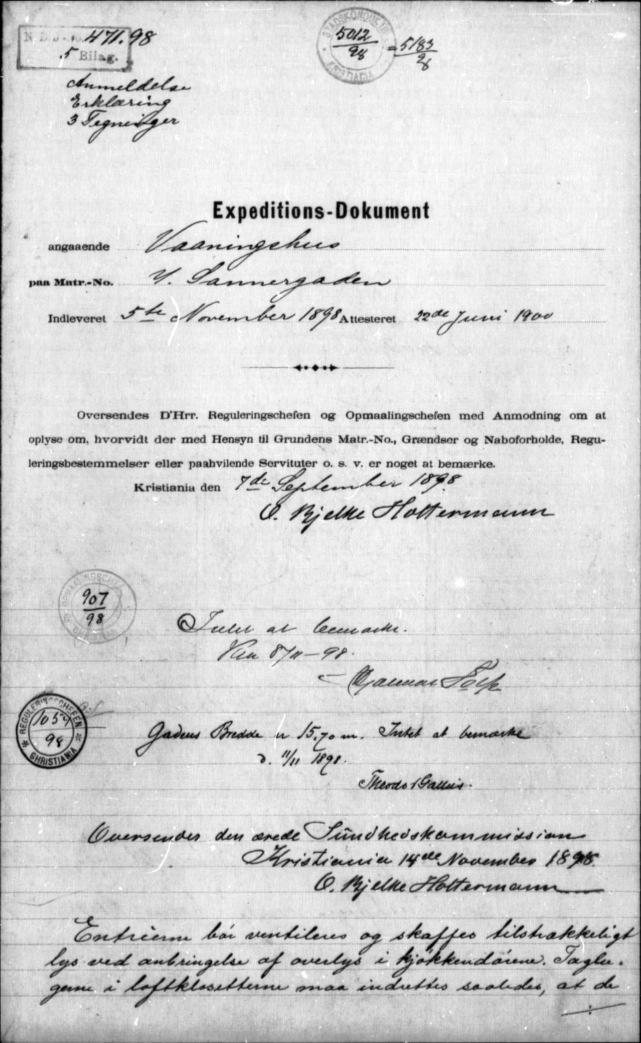 N. B. J. No. 471.98
5 Bilag.
Anmeldelse
Erklæring
3 Tegninger
5012
98
= 5183
98
Expeditions-Dokument
angaaende Vaaningshus
paa Matr.-No. 4. Sannergaden
Indleveret 5te November 1898 Attesteret 22de Juni 1900
Oversendes D'Hrr. Reguleringschefen og Opmaalingschefen med Anmodning om at
oplyse om, hvorvidt der med Hensyn til Grundens Matr.-No., Grændser og Naboforholde, Regu-
leringsbestemmelser eller paahvilende Servituter o. s. v. er noget at bemærke.
Kristiania den 7de September 1898
O. Bjelke Holtermann
907
98
Intet at bemærke.
Kra 8/11 - 98.
REGULERINGSCHEFEN
1059
98
CHRISTIANIA
Gadens Bredde er 15,70 m. Intet at bemærke
d. 11/11 1898.
Oversendes den ærede Sundhedskommission
Kristiania 14de November 1898
O. Bjelke Holtermann
Entréerne bør ventileres og skaffes tilstrækkeligt
lys ved anbringelse af overlys i kjøkkendørene. Taglu-
gerne i loftklosetterne maa indrettes saaledes, at de